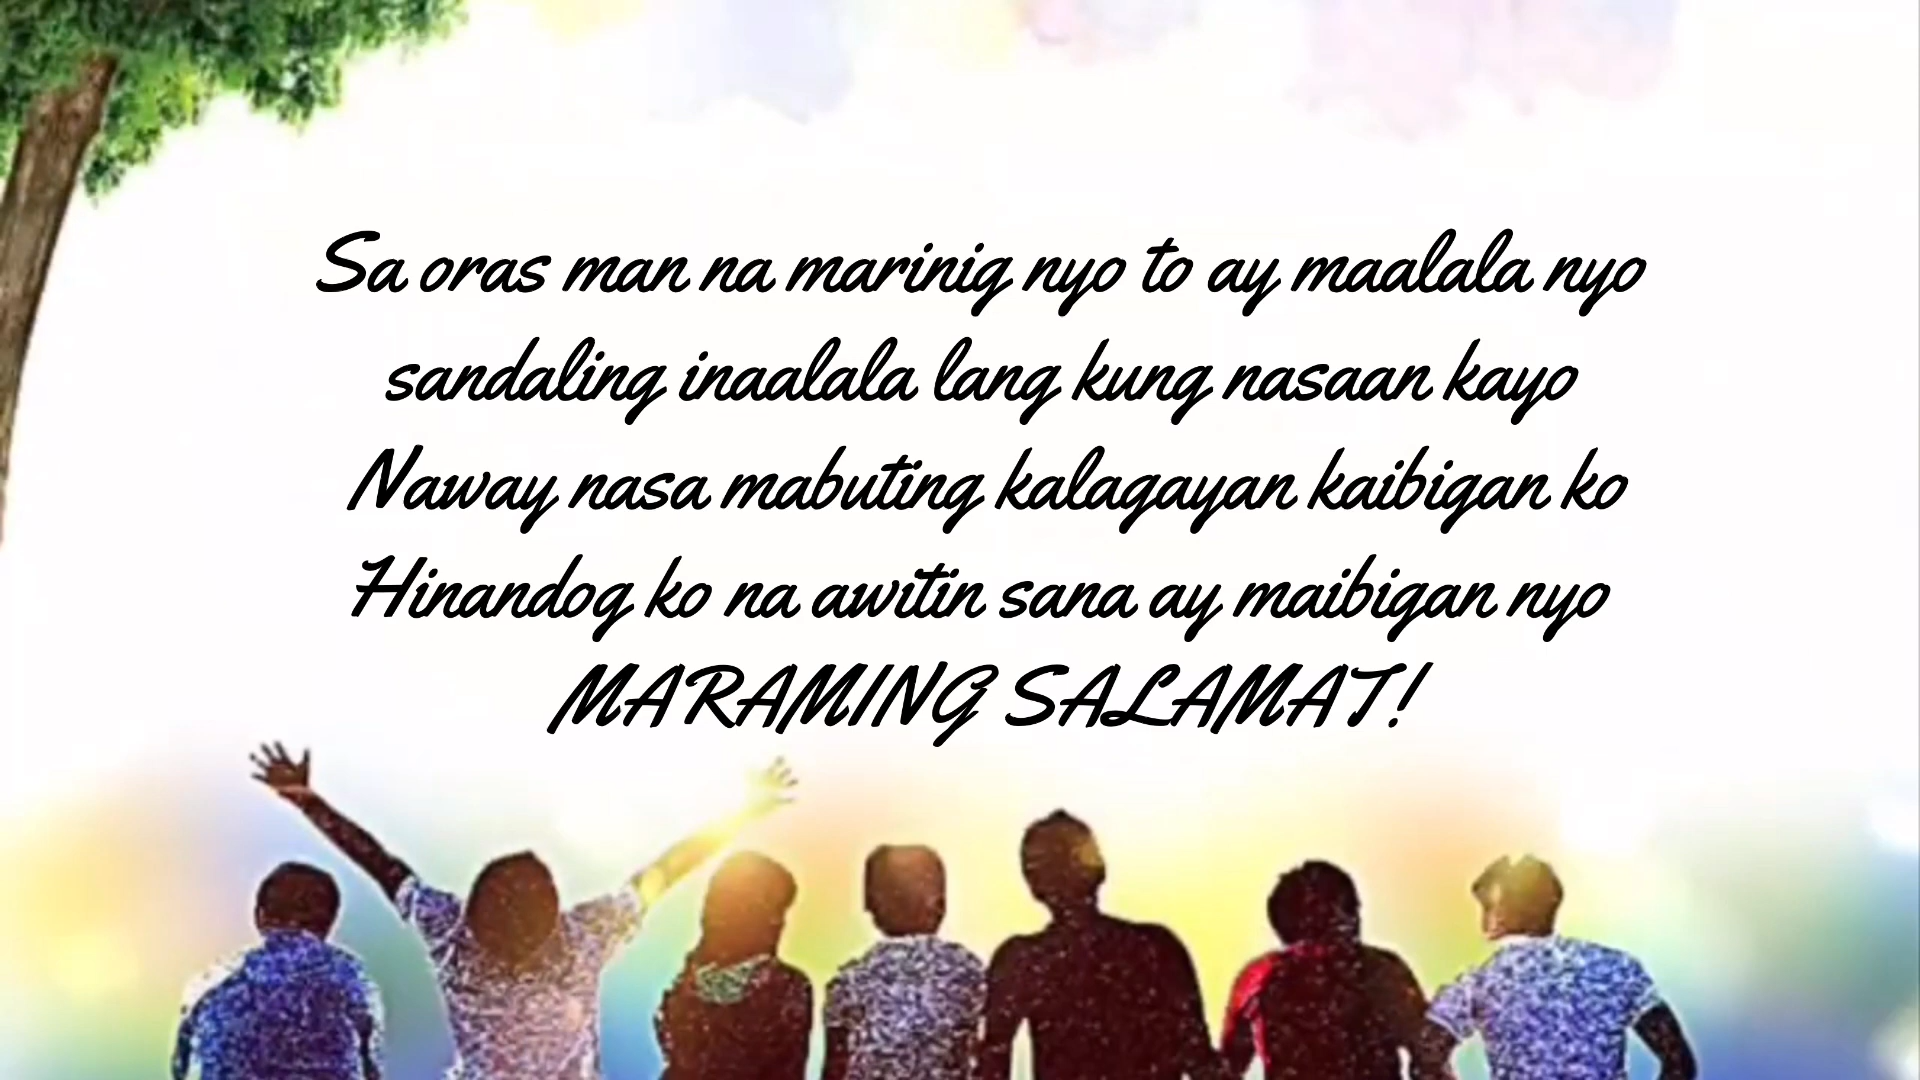 Sa oras man na marinig nyo to ay maalala nyo
sandaling inaalala lang kung nasaan kayo
Naway nasa mabuting kalagayan kaibigan ko
Hinandog ko na awitin sana ay maibigan nyo
MARAMING SALAMAT!